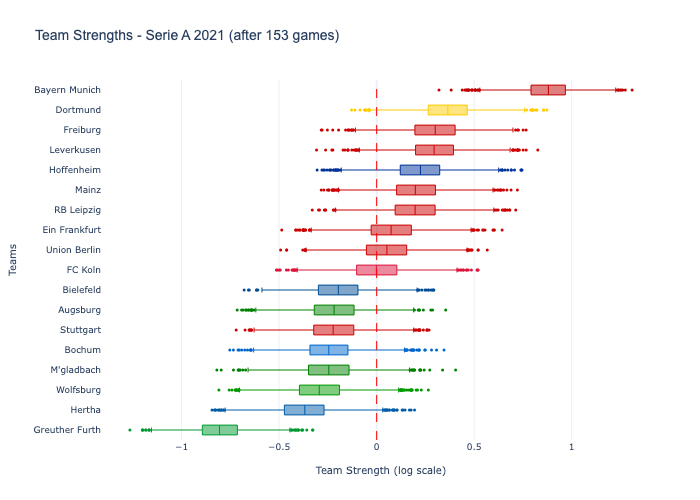 Team Strengths - Serie A 2021 (after 153 games)
Teams
Bayern Munich
Dortmund
Freiburg
Leverkusen
Hoffenheim
Mainz
RB Leipzig
Ein Frankfurt
Union Berlin
FC Koln
Bielefeld
Augsburg
Stuttgart
Bochum
M'gladbach
Wolfsburg
Hertha
Greuther Furth
−1 −0.5 0 0.5 1
Team Strength (log scale)